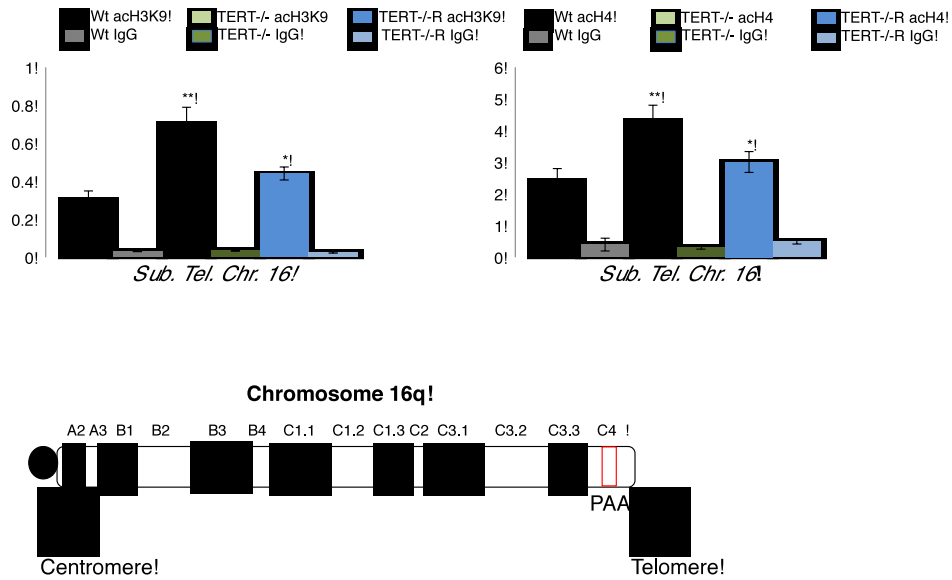 Wt acH3K9! TERT-/- acH3K9 TERT-/-R acH3K9!
Wt IgG TERT-/- IgG! TERT-/-R IgG!
1!
0.8!
0.6!
0.4!
0.2!
0!
**!
*!
Sub. Tel. Chr. 16!
Wt acH4! TERT-/- acH4 TERT-/-R acH4!
Wt IgG TERT-/- IgG! TERT-/-R IgG!
6!
5!
4!
3!
2!
1!
0!
**!
*!
Sub. Tel. Chr. 16!
Chromosome 16q!
A2 A3 B1 B2 B3 B4 C1.1 C1.2 C1.3 C2 C3.1 C3.2 C3.3 C4 !
PAA
Centromere! Telomere!